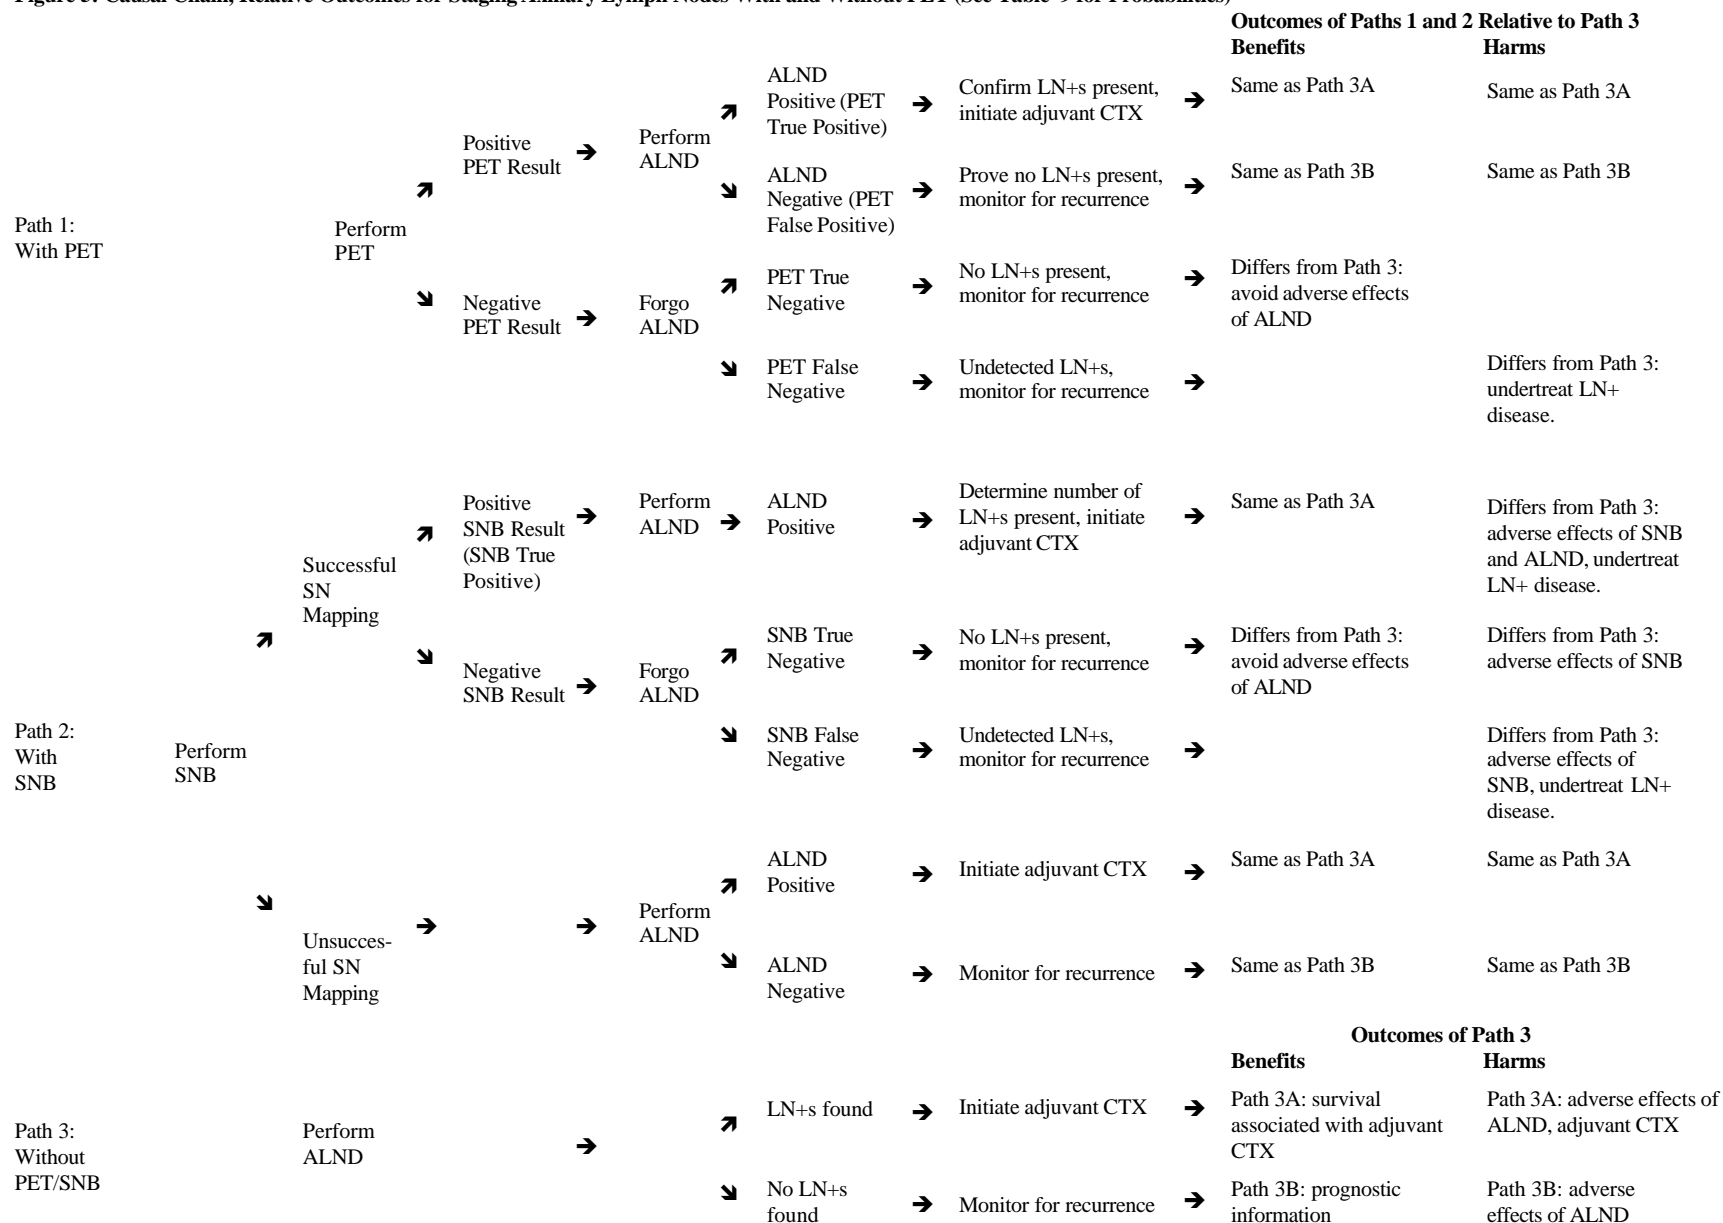 Figure 3. Causal Chain, Relative Outcomes for Staging Axillary Lymph Nodes With and Without PET (See Table 9 for Probabilities)
Outcomes of Paths 1 and 2 Relative to Path 3
Benefits
Harms
Path 1:
With PET
Perform
PET
Positive
PET Result
Perform
ALND
ALND
Positive (PET
True Positive)
Confirm LN+s present,
initiate adjuvant CTX
Same as Path 3A
Same as Path 3A
ALND
Negative (PET
False Positive)
Prove no LN+s present,
monitor for recurrence
Same as Path 3B
Same as Path 3B
Negative
PET Result
Forgo
ALND
PET True
Negative
No LN+s present,
monitor for recurrence
Differs from Path 3:
avoid adverse effects
of ALND
PET False
Negative
Undetected LN+s,
monitor for recurrence
Differs from Path 3:
undertreat LN+
disease.
Path 2:
With
SNB
Perform
SNB
Successful
SN
Mapping
Positive
SNB Result
(SNB True
Positive)
Perform
ALND
ALND
Positive
Determine number of
LN+s present, initiate
adjuvant CTX
Same as Path 3A
Differs from Path 3:
adverse effects of SNB
and ALND, undertreat
LN+ disease.
Negative
SNB Result
Forgo
ALND
SNB True
Negative
No LN+s present,
monitor for recurrence
Differs from Path 3:
avoid adverse effects
of ALND
Differs from Path 3:
adverse effects of SNB
SNB False
Negative
Undetected LN+s,
monitor for recurrence
Differs from Path 3:
adverse effects of
SNB, undertreat LN+
disease.
Unsucces-
ful SN
Mapping
Perform
ALND
ALND
Positive
Initiate adjuvant CTX
Same as Path 3A
Same as Path 3A
ALND
Negative
Monitor for recurrence
Same as Path 3B
Same as Path 3B
Outcomes of Path 3
Benefits
Harms
Path 3:
Without
PET/SNB
Perform
ALND
LN+s found
Initiate adjuvant CTX
Path 3A: survival
associated with adjuvant
CTX
Path 3A: adverse effects of
ALND, adjuvant CTX
No LN+s
found
Monitor for recurrence
Path 3B: prognostic
information
Path 3B: adverse
effects of ALND